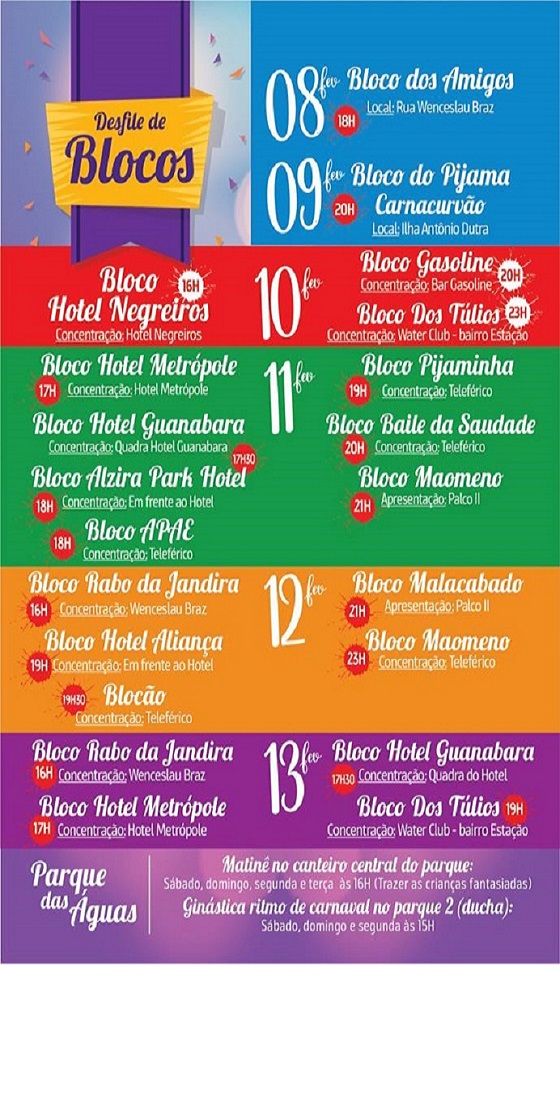 Desfile de
Blocos
08 fev
Bloco dos Amigos
18H
Local: Rua Wenceslau Braz
09 fev
Bloco do Pijama
Carnacurvão
20H
Local: Ilha Antônio Dutra
10 fev
Bloco
Hotel Negreiros
16H
Concentração: Hotel Negreiros
Bloco Gasoline
20H
Concentração: Bar Gasoline
Bloco Dos Túlios
23H
Concentração: Water Club - bairro Estação
11 fev
Bloco Hotel Metrópole
17H
Concentração: Hotel Metrópole
Bloco Hotel Guanabara
Concentração: Quadra Hotel Guanabara
17H30
Bloco Alzira Park Hotel
18H
Concentração: Em frente ao Hotel
Bloco APAE
18H
Concentração: Teleférico
Bloco Pijaminha
19H
Concentração: Teleférico
Bloco Baile da Saudade
20H
Concentração: Teleférico
Bloco Maomeno
21H
Apresentação: Palco II
12 fev
Bloco Rabo da Jandira
16H
Concentração: Wenceslau Braz
Bloco Hotel Aliança
19H
Concentração: Em frente ao Hotel
Blocão
19H30
Concentração: Teleférico
Bloco Malacabado
21H
Apresentação: Palco II
Bloco Maomeno
23H
Concentração: Teleférico
13 fev
Bloco Rabo da Jandira
16H
Concentração: Wenceslau Braz
Bloco Hotel Metrópole
17H
Concentração: Hotel Metrópole
Bloco Hotel Guanabara
17H30
Concentração: Quadra do Hotel
Bloco Dos Túlios
19H
Concentração: Water Club - bairro Estação
Parque
das Águas
Matinê no canteiro central do parque:
Sábado, domingo, segunda e terça às 16H (Trazer as crianças fantasiadas)
Ginástica ritmo de carnaval no parque 2 (ducha):
Sábado, domingo e segunda às 15H